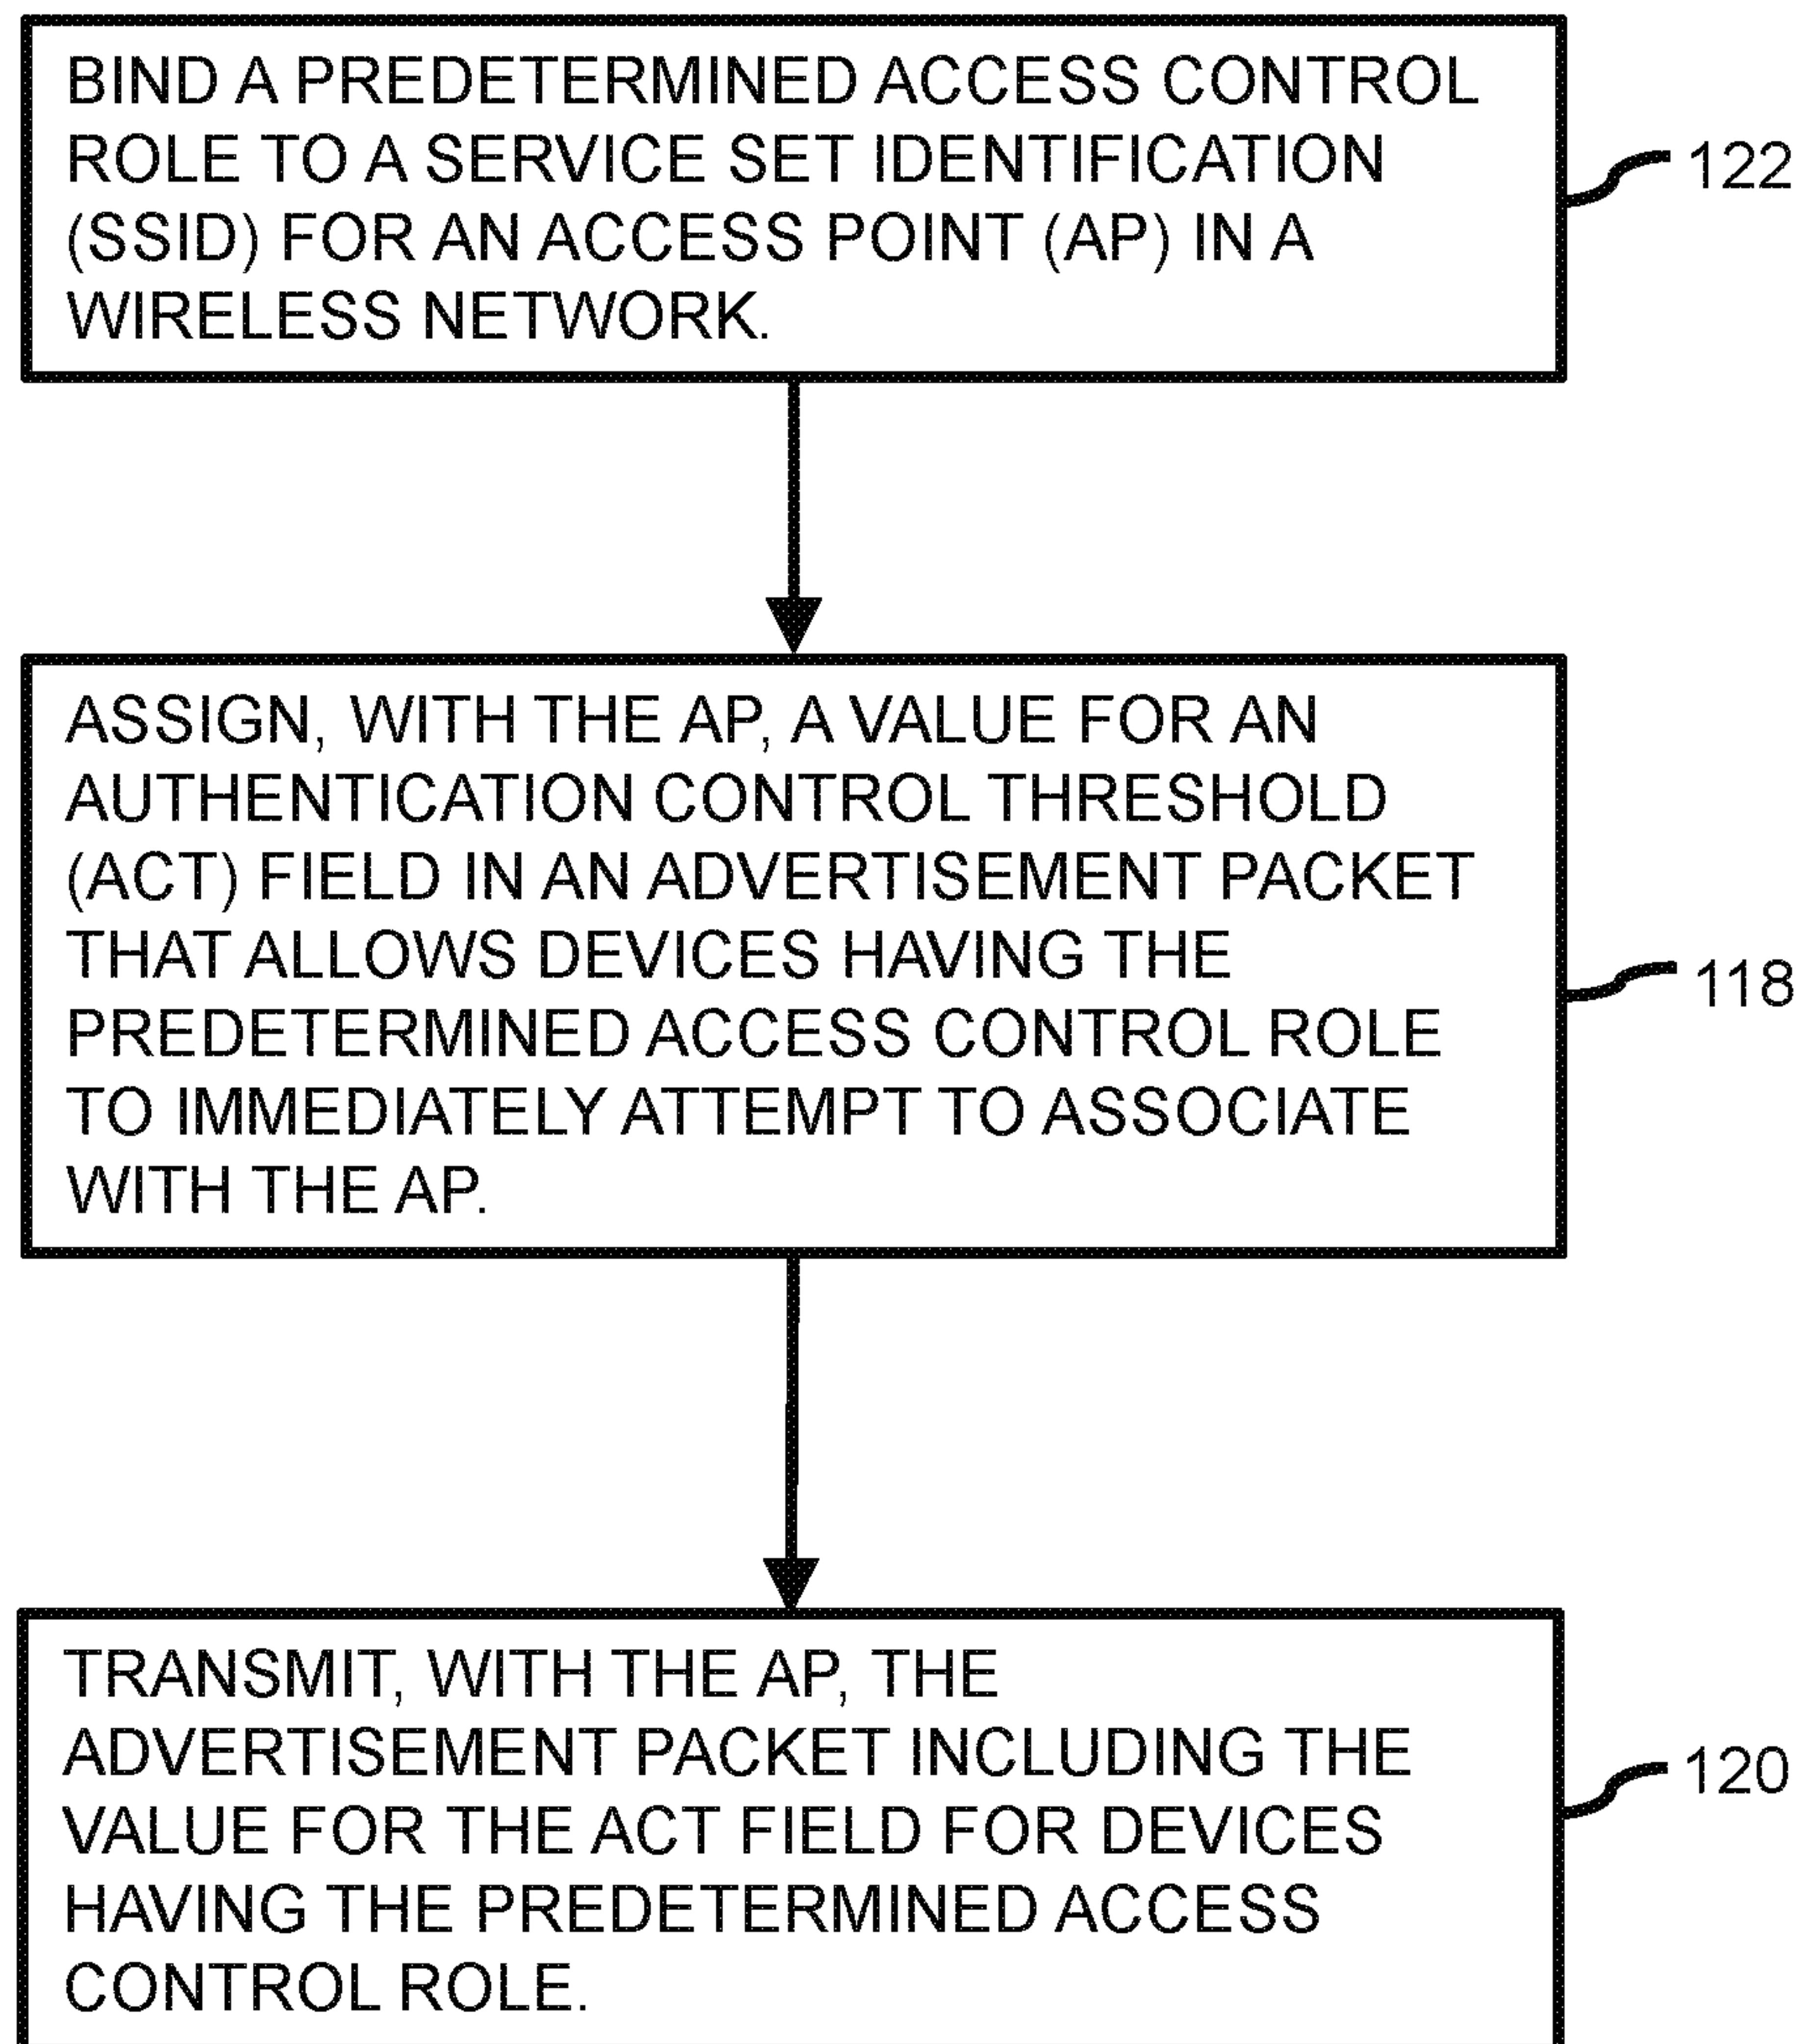 BIND A PREDETERMINED ACCESS CONTROL
ROLE TO A SERVICE SET IDENTIFICATION
(SSID) FOR AN ACCESS POINT (AP) IN A
WIRELESS NETWORK.
122
ASSIGN, WITH THE AP, A VALUE FOR AN
AUTHENTICATION CONTROL THRESHOLD
(ACT) FIELD IN AN ADVERTISEMENT PACKET
THAT ALLOWS DEVICES HAVING THE
PREDETERMINED ACCESS CONTROL ROLE
TO IMMEDIATELY ATTEMPT TO ASSOCIATE
WITH THE AP.
118
TRANSMIT, WITH THE AP, THE
ADVERTISEMENT PACKET INCLUDING THE
VALUE FOR THE ACT FIELD FOR DEVICES
HAVING THE PREDETERMINED ACCESS
CONTROL ROLE.
120